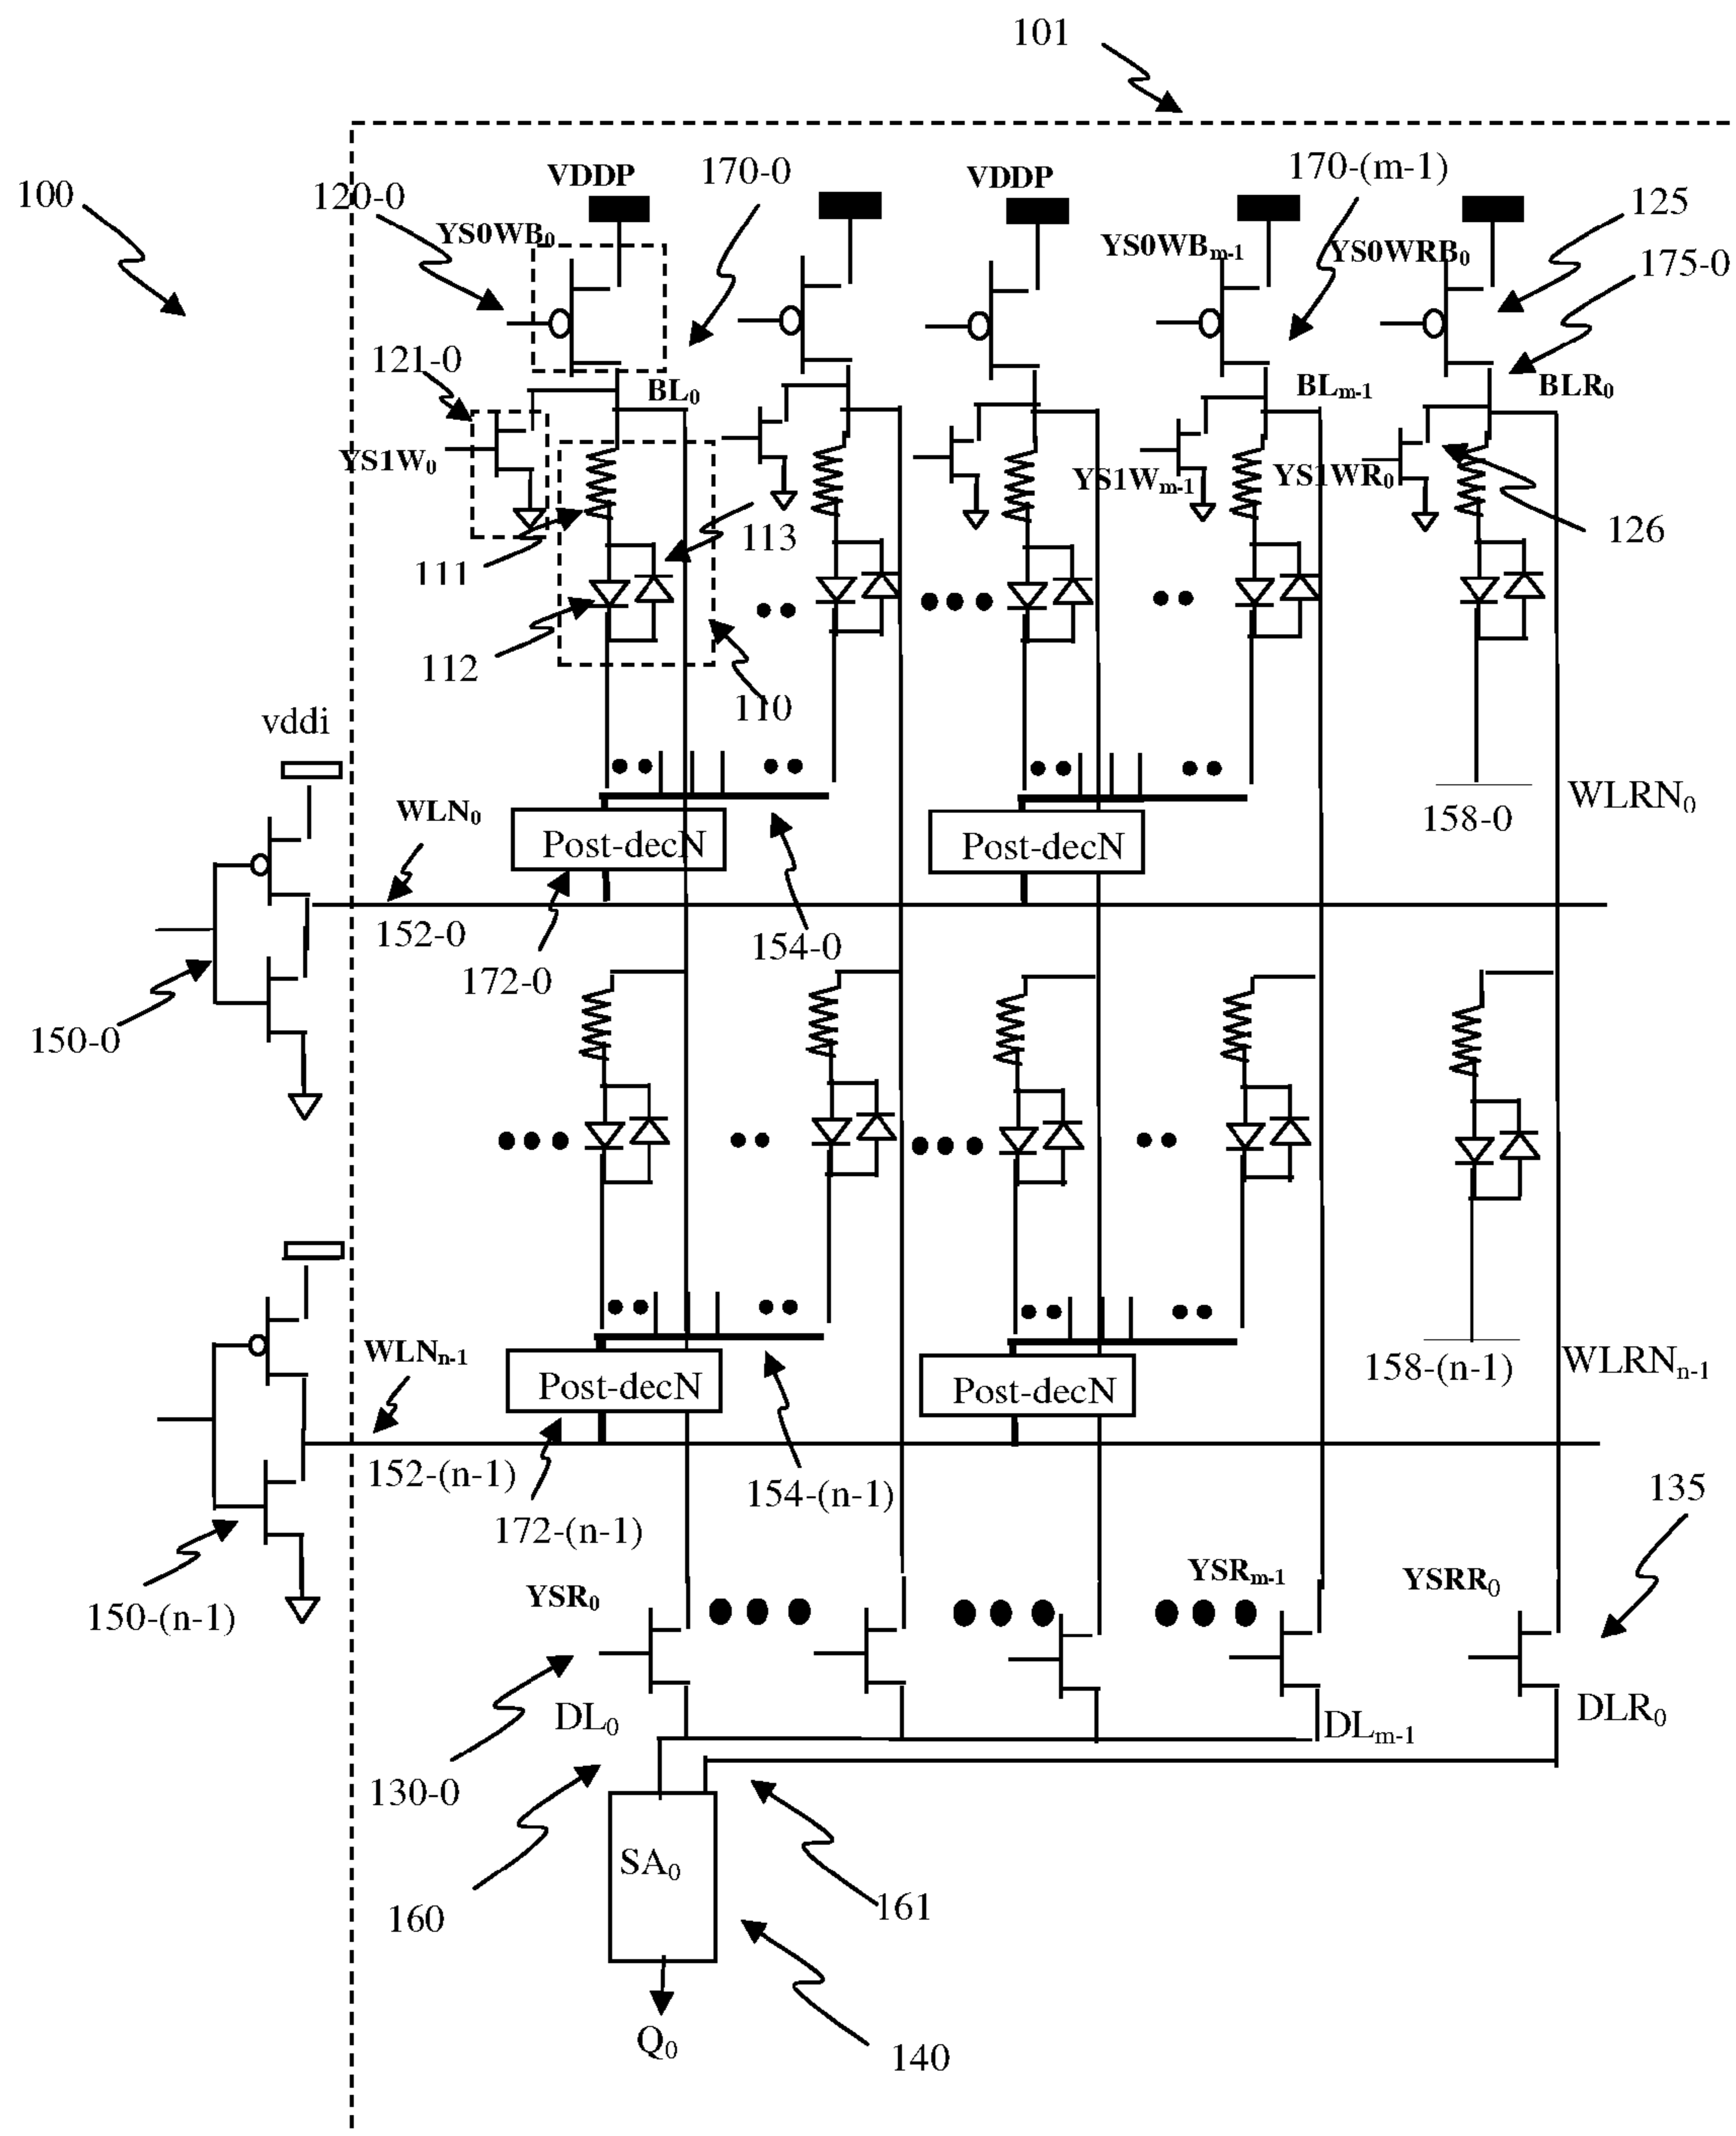 101
100
120-0
VDDP
170-0
VDDP
170-(m-1)
125
YS0WB₀
YS0WBₘ₋₁
YS0WRB₀
175-0
121-0
BL₀
BLₘ₋₁
BLR₀
YS1W₀
YS1Wₘ₋₁
YS1WR₀
111
113
126
112
110
vddi
WLN₀
158-0
WLRN₀
Post-decN
Post-decN
152-0
154-0
172-0
150-0
WLNₙ₋₁
158-(n-1)
WLRNₙ₋₁
Post-decN
Post-decN
152-(n-1)
154-(n-1)
135
172-(n-1)
150-(n-1)
YSR₀
YSRₘ₋₁
YSRR₀
DL₀
DLₘ₋₁
DLR₀
130-0
SA₀
160
161
Q₀
140